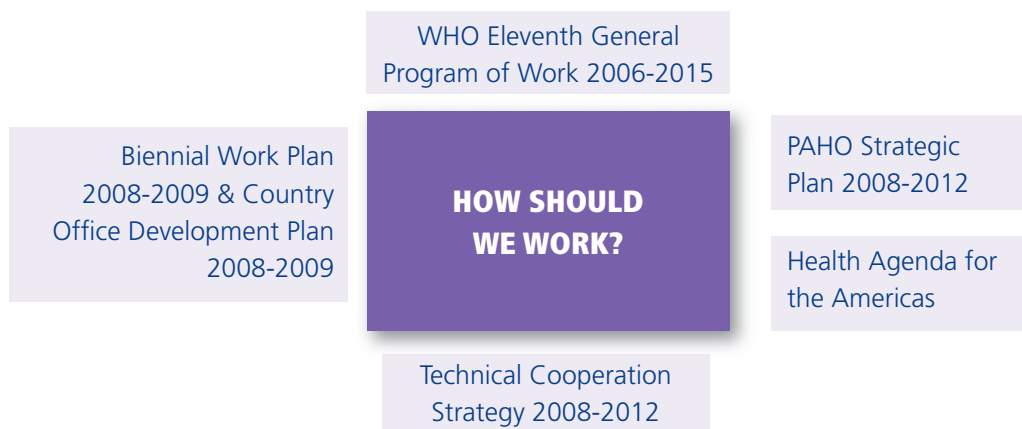 WHO Eleventh General
Program of Work 2006-2015
Biennial Work Plan
2008-2009 & Country
Office Development Plan
2008-2009
HOW SHOULD
WE WORK?
PAHO Strategic
Plan 2008-2012
Health Agenda for
the Americas
Technical Cooperation
Strategy 2008-2012